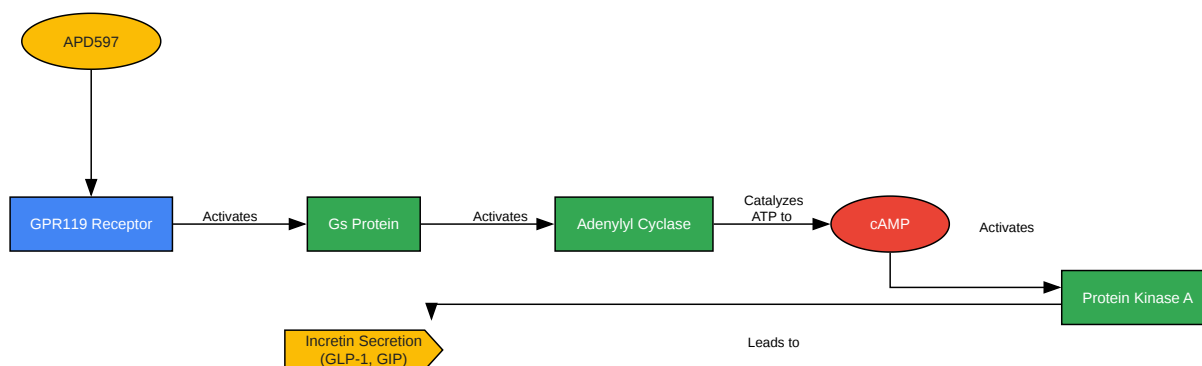 APD597
GPR119 Receptor
Activates
Gs Protein
Activates
Adenylyl Cyclase
Catalyzes
ATP to
cAMP
Activates
Protein Kinase A
Leads to
Incretin Secretion
(GLP-1, GIP)